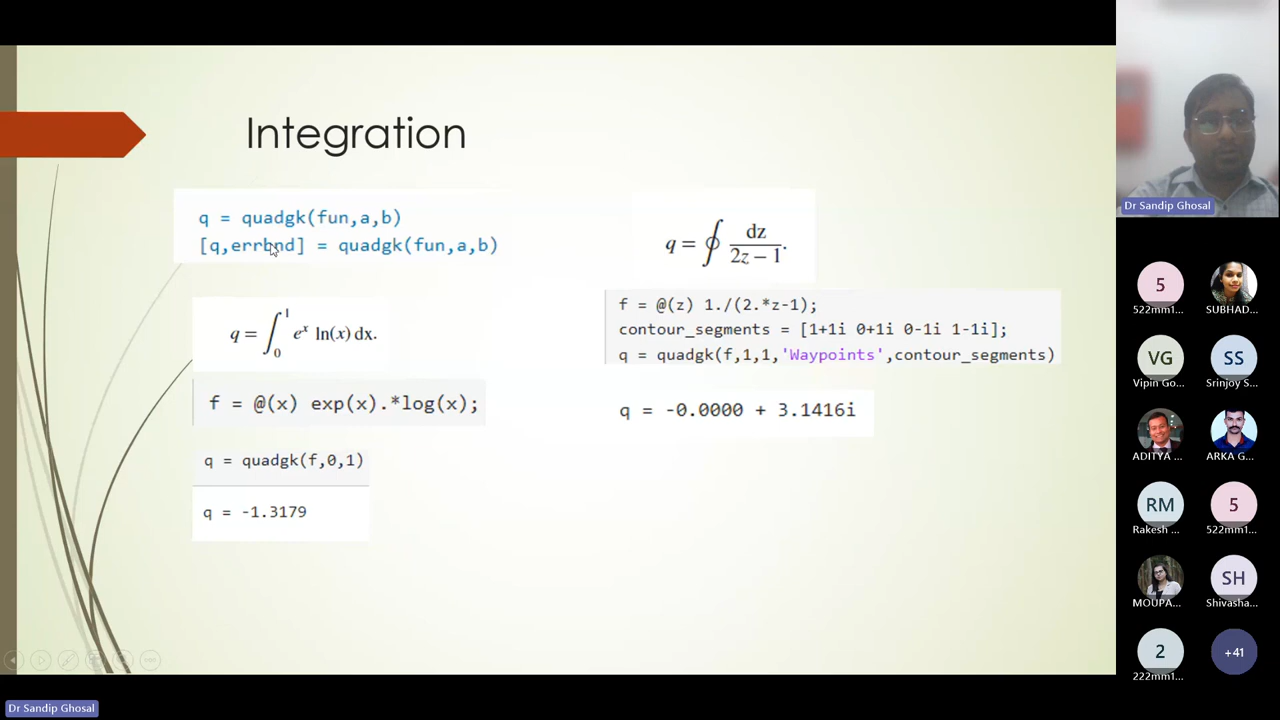 Integration
q = quadgk(fun,a,b)
[q,errbnd] = quadgk(fun,a,b)
q = ∫₀¹ eˣ ln(x) dx.
f = @(x) exp(x).*log(x);
q = quadgk(f,0,1)
q = -1.3179
q = ∮ dz / 2z − 1 .
f = @(z) 1./(2.*z-1);
contour_segments = [1+1i 0+1i 0-1i 1-1i];
q = quadgk(f,1,1,'Waypoints',contour_segments)
q = -0.0000 + 3.1416i
Dr Sandip Ghosal
5
522mm1...
SUBHAD...
VG
Vipin Go...
SS
Srinjoy S...
ADITYA ...
ARKA G...
RM
Rakesh ...
5
522mm1...
MOUPA...
SH
Shivasha...
2
222mm1...
+41
Dr Sandip Ghosal